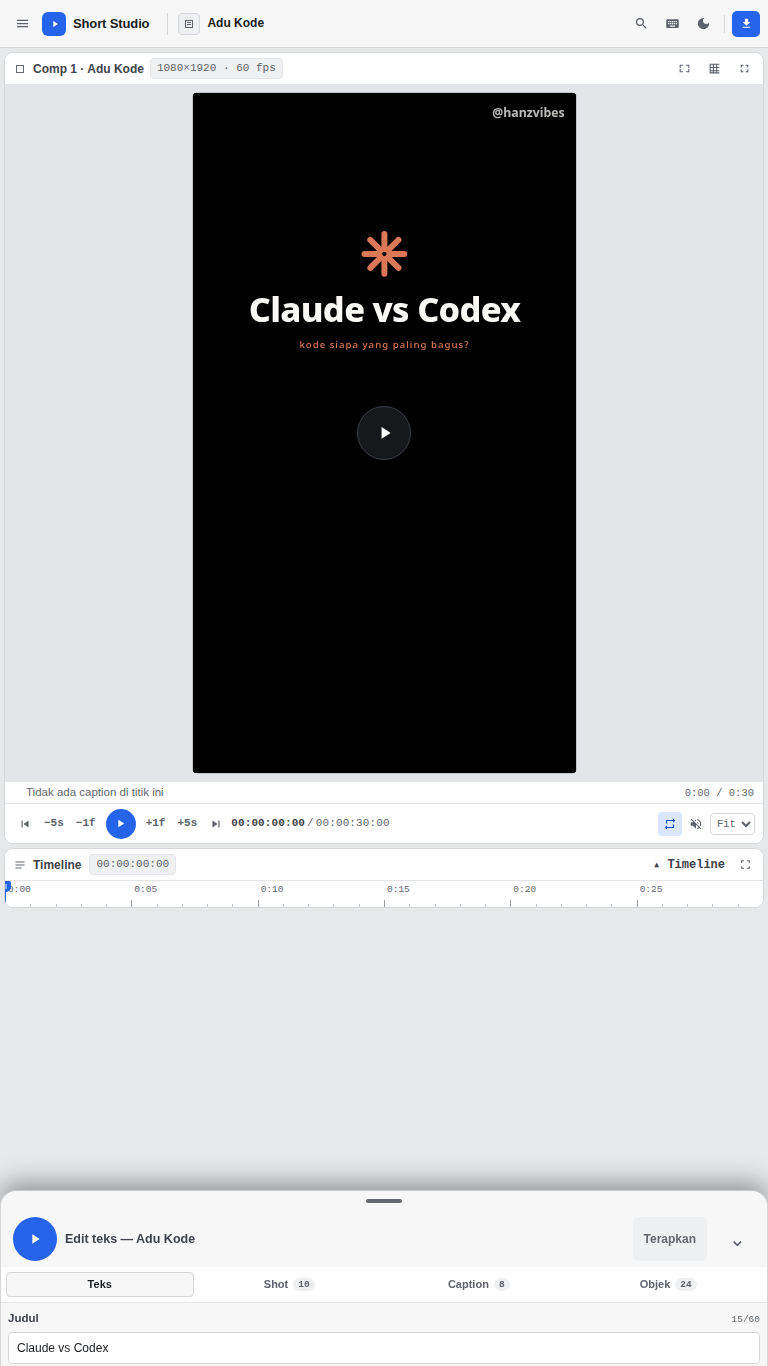 Short Studio
Adu Kode
Comp 1 · Adu Kode
1080×1920 · 60 fps
@hanzvibes
Claude vs Codex
kode siapa yang paling bagus?
Tidak ada caption di titik ini
0:00 / 0:30
−5s
−1f
+1f
+5s
00:00:00:00 / 00:00:30:00
Fit
Timeline
00:00:00:00
▴ Timeline
0:00
0:05
0:10
0:15
0:20
0:25
Edit teks — Adu Kode
Terapkan
Teks
Shot 10
Caption 8
Objek 24
Judul
15/60
Claude vs Codex